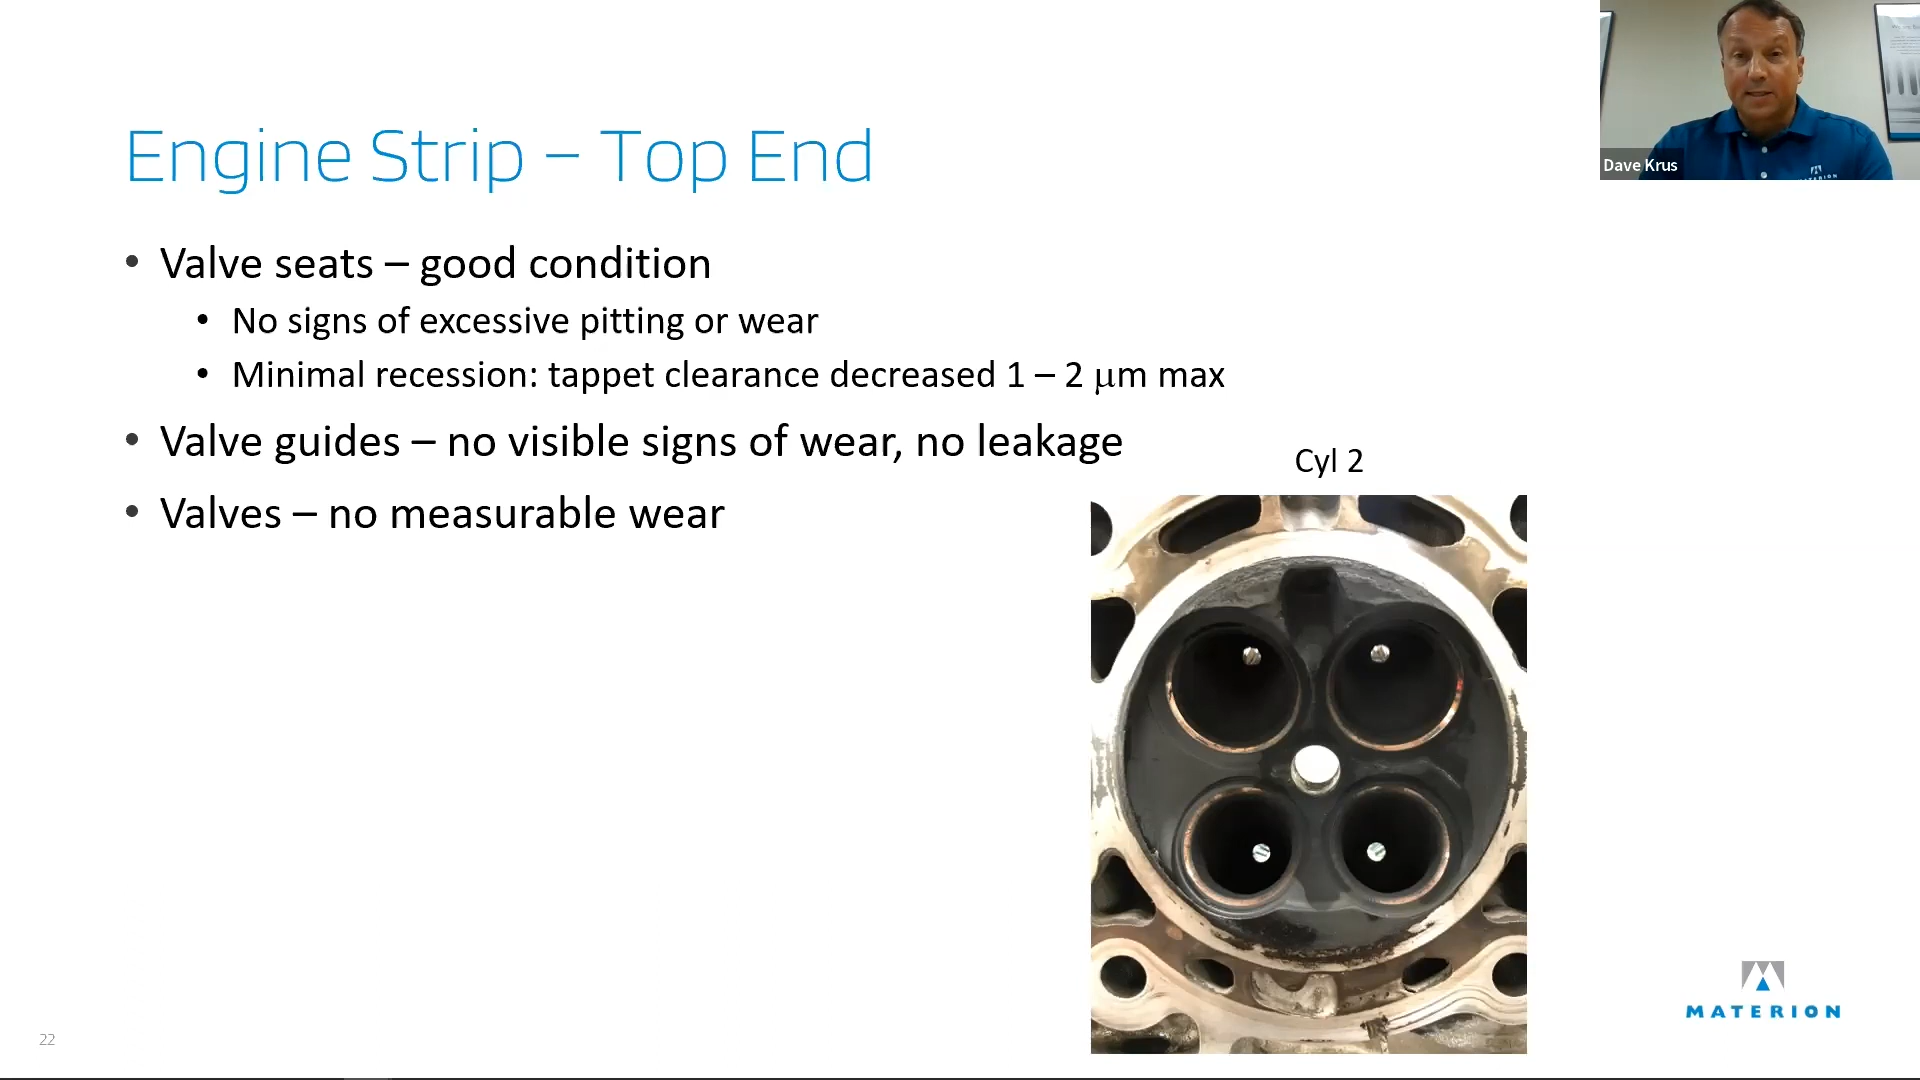 Engine Strip – Top End
• Valve seats – good condition
• No signs of excessive pitting or wear
• Minimal recession: tappet clearance decreased 1 – 2 μm max
• Valve guides – no visible signs of wear, no leakage
• Valves – no measurable wear
Cyl 2
Dave Krus
MATERION
22